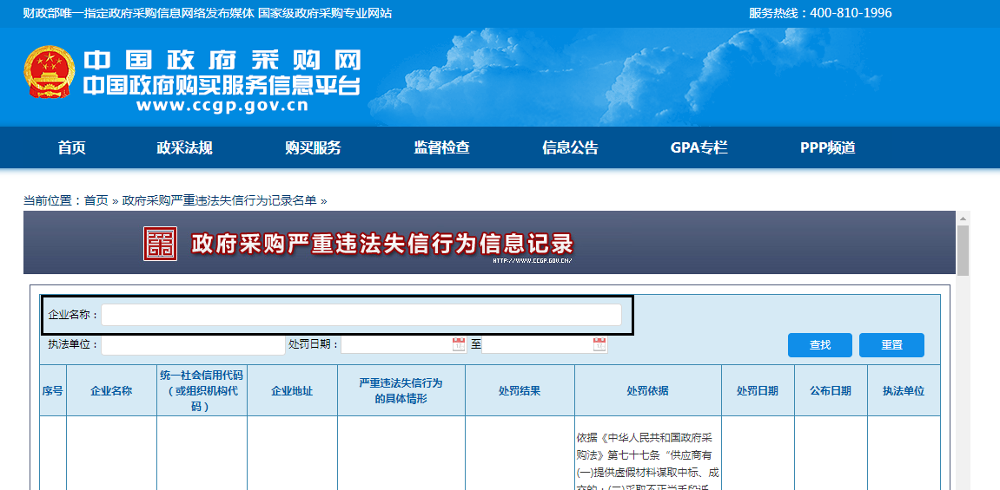 财政部唯一指定政府采购信息网络发布媒体 国家级政府采购专业网站
服务热线：400-810-1996
中国政府采购网
中国政府购买服务信息平台
www.ccgp.gov.cn
首页 政采法规 购买服务 监督检查 信息公告 GPA专栏 PPP频道
当前位置：首页 » 政府采购严重违法失信行为记录名单 »
政府采购严重违法失信行为信息记录
HTTP://WWW.CCGP.GOV.CN/
企业名称：
执法单位： 处罚日期： 至
查找 重置
序号
企业名称
统一社会信用代码
（或组织机构代
码）
企业地址
严重违法失信行为
的具体情形
处罚结果
处罚依据
处罚日期
公布日期
执法单位
依据《中华人民共和国政府采
购法》第七十七条“供应商有
(一)提供虚假材料谋取中标、成
交的；(二)采取不正当手段诋